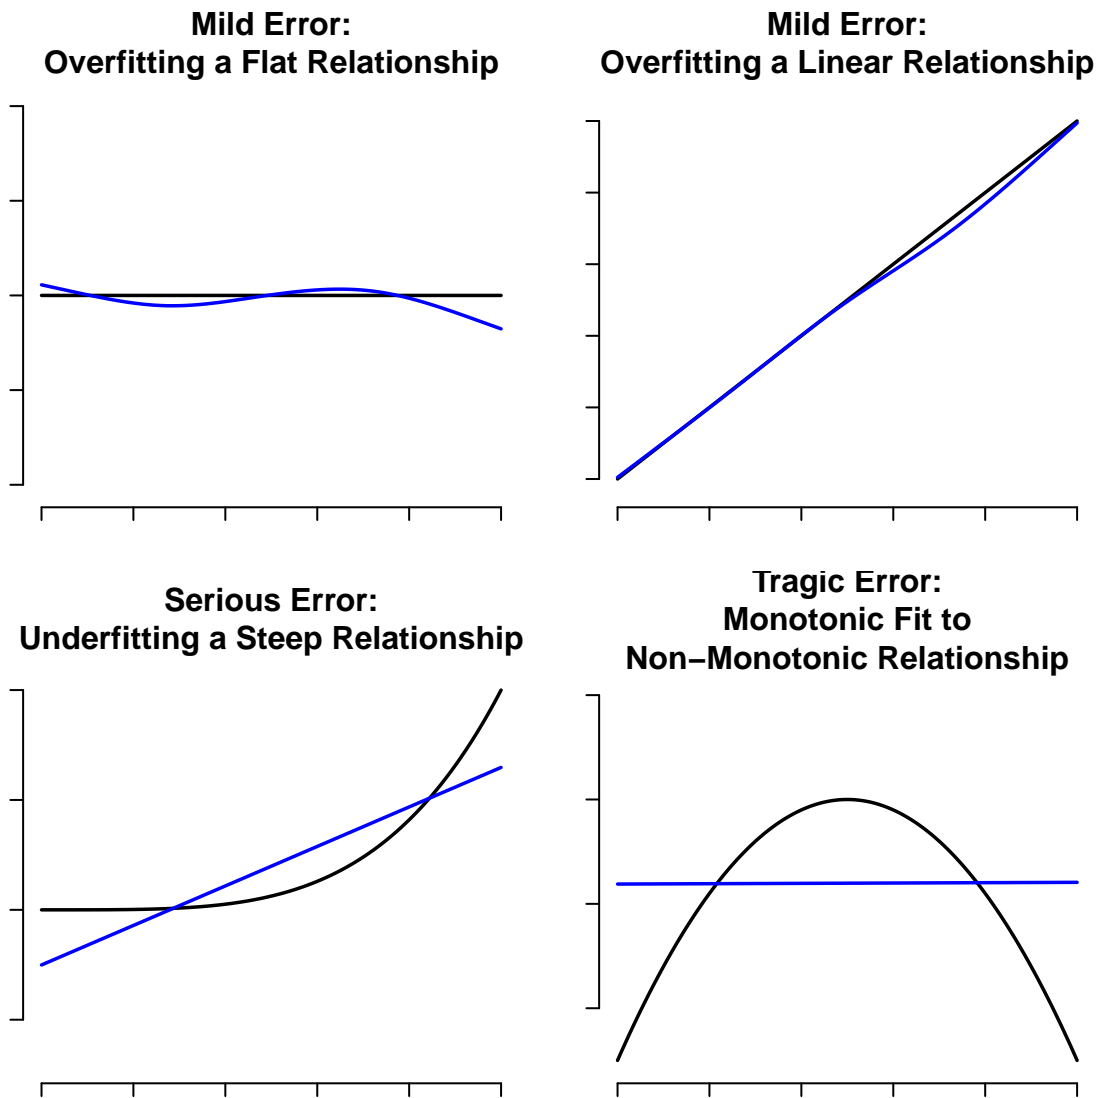 Mild Error:
Overfitting a Flat Relationship
Mild Error:
Overfitting a Linear Relationship
Serious Error:
Underfitting a Steep Relationship
Tragic Error:
Monotonic Fit to
Non−Monotonic Relationship